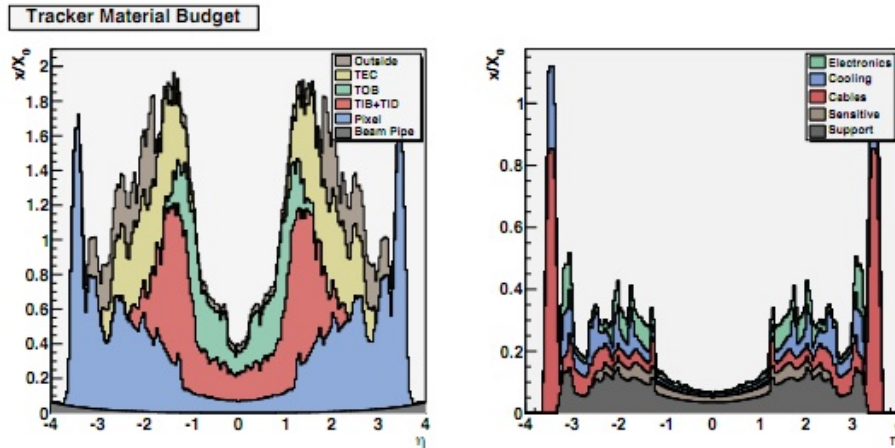 Tracker Material Budget
x/X0
2
1.8
1.6
1.4
1.2
1
0.8
0.6
0.4
0.2
0
-4 -3 -2 -1 0 1 2 3 4
η
Outside
TEC
TOB
TIB+TID
Pixel
Beam Pipe
x/X0
1
0.8
0.6
0.4
0.2
0
-4 -3 -2 -1 0 1 2 3
Electronics
Cooling
Cables
Sensitive
Support